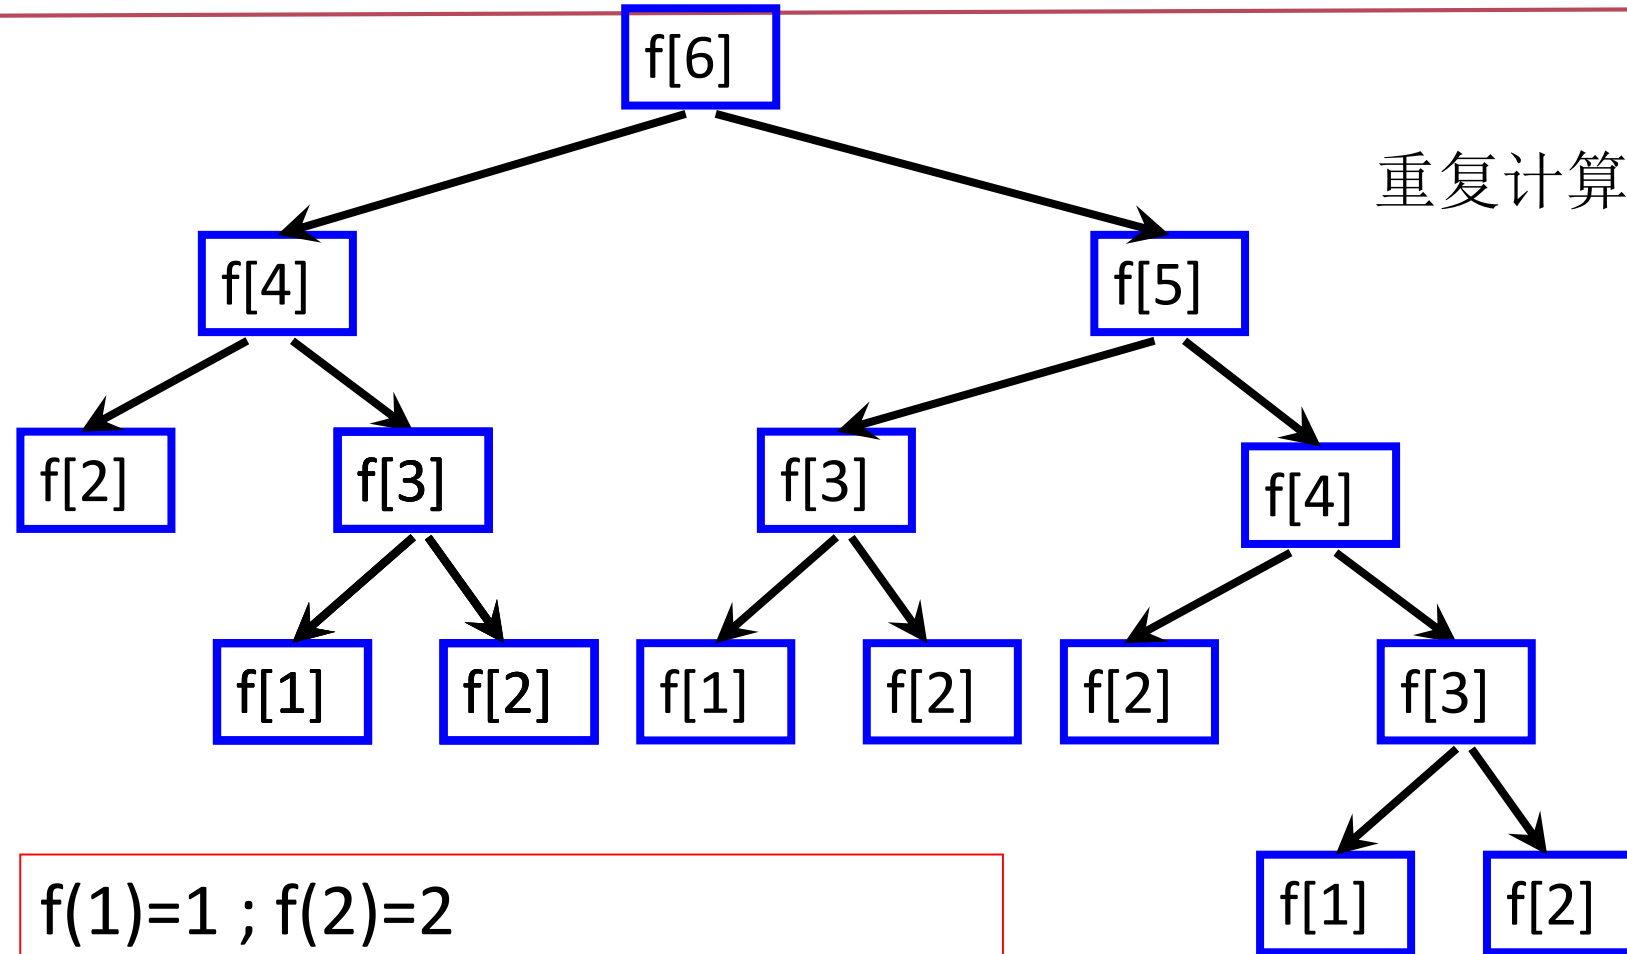 f[6]
重复计算
f[4]
f[5]
f[2]
f[3]
f[3]
f[4]
f[1]
f[2]
f[1]
f[2]
f[2]
f[3]
f[1]
f[2]
f(1)=1 ; f(2)=2